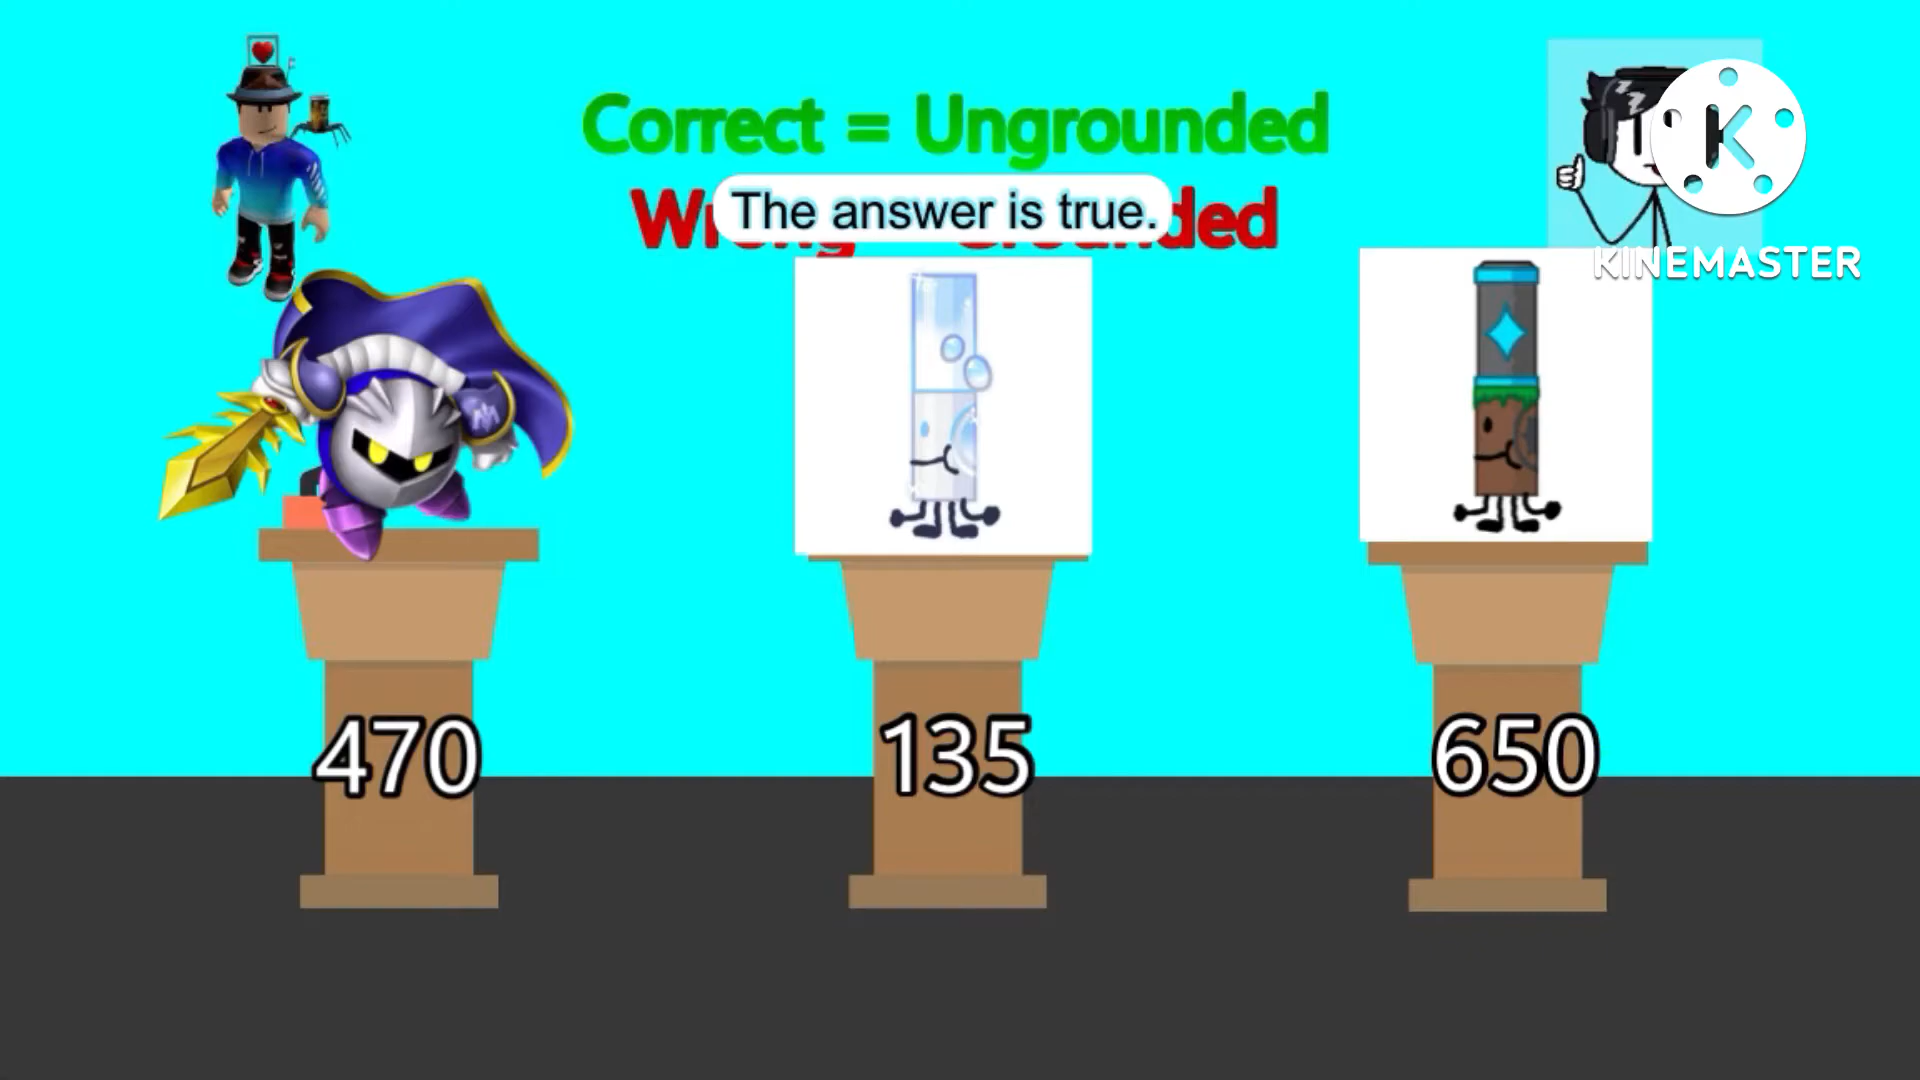 Correct = Ungrounded
The answer is true.
K
KINEMASTER
470
135
650